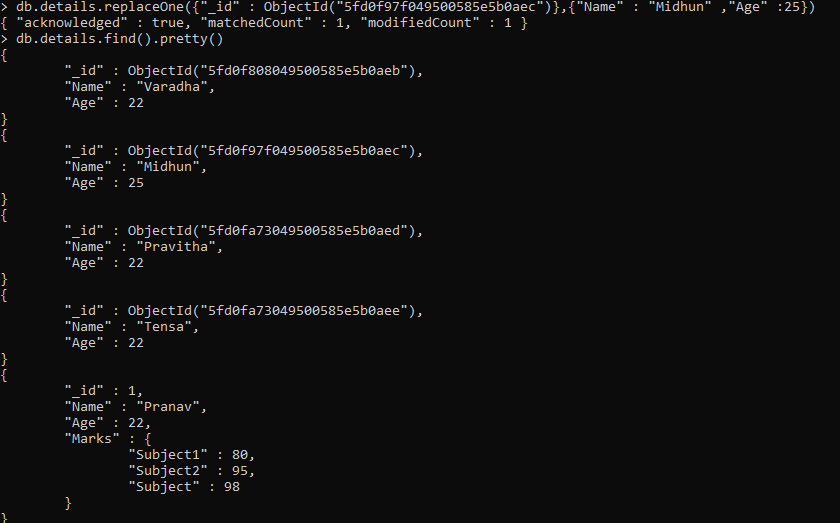 > db.details.replaceOne({"_id" : ObjectId("5fd0f97f049500585e5b0aec")},{"Name" : "Midhun" ,"Age" :25})
{ "acknowledged" : true, "matchedCount" : 1, "modifiedCount" : 1 }
> db.details.find().pretty()
{
        "_id" : ObjectId("5fd0f808049500585e5b0aeb"),
        "Name" : "Varadha",
        "Age" : 22
}
{
        "_id" : ObjectId("5fd0f97f049500585e5b0aec"),
        "Name" : "Midhun",
        "Age" : 25
}
{
        "_id" : ObjectId("5fd0fa73049500585e5b0aed"),
        "Name" : "Pravitha",
        "Age" : 22
}
{
        "_id" : ObjectId("5fd0fa73049500585e5b0aee"),
        "Name" : "Tensa",
        "Age" : 22
}
{
        "_id" : 1,
        "Name" : "Pranav",
        "Age" : 22,
        "Marks" : {
                "Subject1" : 80,
                "Subject2" : 95,
                "Subject" : 98
        }
}